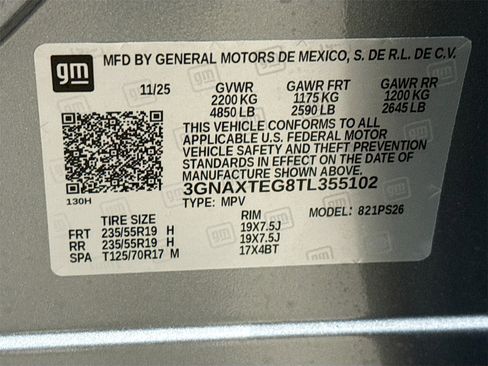 gm
MFD BY GENERAL MOTORS DE MEXICO, S. DE R.L. DE C.V.
11/25 GVWR GAWR FRT GAWR RR
2200 KG 1175 KG 1200 KG
4850 LB 2590 LB 2645 LB
THIS VEHICLE CONFORMS TO ALL
APPLICABLE U.S. FEDERAL MOTOR
VEHICLE SAFETY AND THEFT PREVENTION
STANDARDS IN EFFECT ON THE DATE OF
MANUFACTURE SHOWN ABOVE.
3GNAXTEG8TL355102
130H TYPE: MPV MODEL: 821PS26
TIRE SIZE RIM
FRT 235/55R19 H 19X7.5J
RR 235/55R19 H 19X7.5J
SPA T125/70R17 M 17X4BT